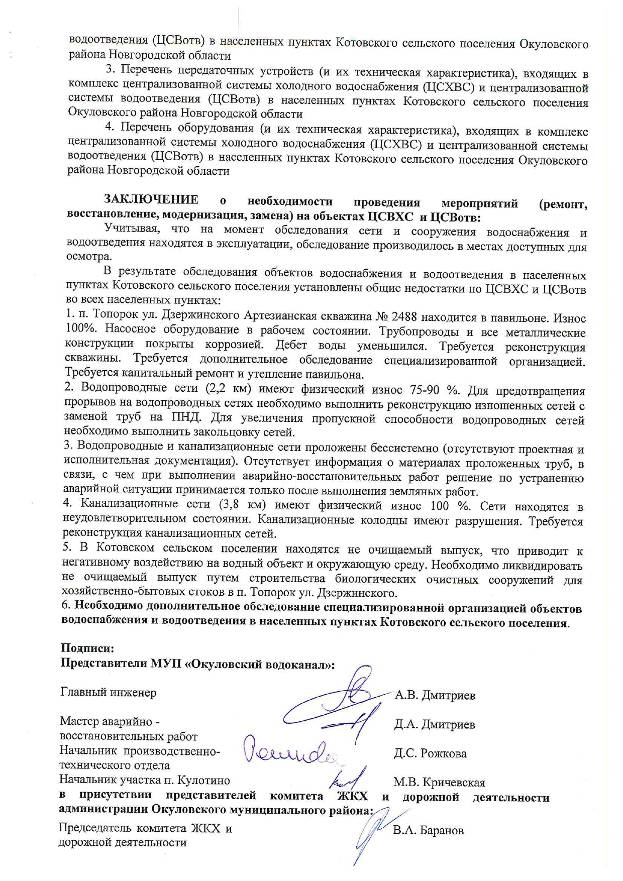 водоотведения (ЦСВотв) в населенных пунктах Котовского сельского поселения Окуловского
района Новгородской области
3. Перечень передаточных устройств (и их техническая характеристика), входящих в
комплекс централизованной системы холодного водоснабжения (ЦСХВС) и централизованной
системы водоотведения (ЦСВотв) в населенных пунктах Котовского сельского поселения
Окуловского района Новгородской области
4. Перечень оборудования (и их техническая характеристика), входящих в комплекс
централизованной системы холодного водоснабжения (ЦСХВС) и централизованной системы
водоотведения (ЦСВотв) в населенных пунктах Котовского сельского поселения Окуловского
района Новгородской области
ЗАКЛЮЧЕНИЕ о необходимости проведения мероприятий (ремонт,
восстановление, модернизация, замена) на объектах ЦСВХС и ЦСВотв:
Учитывая, что на момент обследования сети и сооружения водоснабжения и
водоотведения находятся в эксплуатации, обследование производилось в местах доступных для
осмотра.
В результате обследования объектов водоснабжения и водоотведения в населенных
пунктах Котовского сельского поселения установлены общие недостатки по ЦСВХС и ЦСВотв
во всех населенных пунктах:
1. п. Топорок ул. Дзержинского Артезианская скважина № 2488 находится в павильоне. Износ
100%. Насосное оборудование в рабочем состоянии. Трубопроводы и все металлические
конструкции покрыты коррозией. Дебет воды уменьшился. Требуется реконструкция
скважины. Требуется дополнительное обследование специализированной организацией.
Требуется капитальный ремонт и утепление павильона.
2. Водопроводные сети (2,2 км) имеют физический износ 75-90 %. Для предотвращения
прорывов на водопроводных сетях необходимо выполнить реконструкцию изношенных сетей с
заменой труб на ПНД. Для увеличения пропускной способности водопроводных сетей
необходимо выполнить закольцовку сетей.
3. Водопроводные и канализационные сети проложены бессистемно (отсутствуют проектная и
исполнительная документация). Отсутствует информация о материалах проложенных труб, в
связи, с чем при выполнении аварийно-восстановительных работ решение по устранению
аварийной ситуации принимается только после выполнения земляных работ.
4. Канализационные сети (3,8 км) имеют физический износ 100 %. Сети находятся в
неудовлетворительном состоянии. Канализационные колодцы имеют разрушения. Требуется
реконструкция канализационных сетей.
5. В Котовском сельском поселении находятся не очищаемый выпуск, что приводит к
негативному воздействию на водный объект и окружающую среду. Необходимо ликвидировать
не очищаемый выпуск путем строительства биологических очистных сооружений для
хозяйственно-бытовых стоков в п. Топорок ул. Дзержинского.
6. Необходимо дополнительное обследование специализированной организацией объектов
водоснабжения и водоотведения в населенных пунктах Котовского сельского поселения.
Подписи:
Представители МУП «Окуловский водоканал»:
Главный инженер А.В. Дмитриев
Мастер аварийно - Д.А. Дмитриев
восстановительных работ
Начальник производственно- Д.С. Рожкова
технического отдела
Начальник участка п. Кулотино М.В. Кричевская
в присутствии представителей комитета ЖКХ и дорожной деятельности
администрации Окуловского муниципального района:
Председатель комитета ЖКХ и В.Л. Баранов
дорожной деятельности